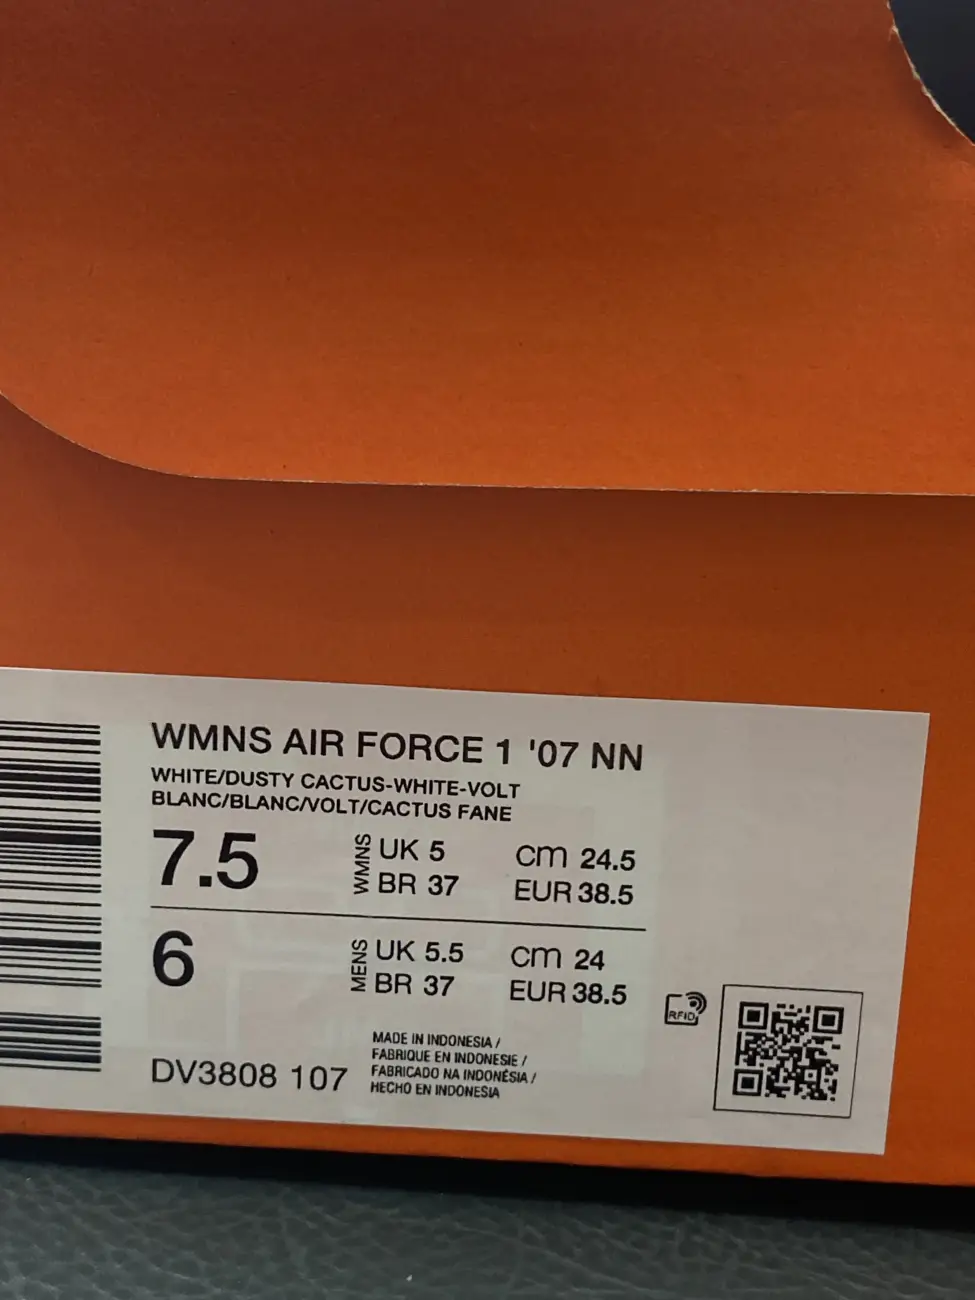 WMNS AIR FORCE 1 '07 NN
WHITE/DUSTY CACTUS-WHITE-VOLT
BLANC/BLANC/VOLT/CACTUS FANE
7.5
WMNS
UK 5
cm 24.5
BR 37
EUR 38.5
6
MENS
UK 5.5
cm 24
BR 37
EUR 38.5
RFID
MADE IN INDONESIA /
FABRIQUE EN INDONESIE /
FABRICADO NA INDONÉSIA /
HECHO EN INDONESIA
DV3808 107